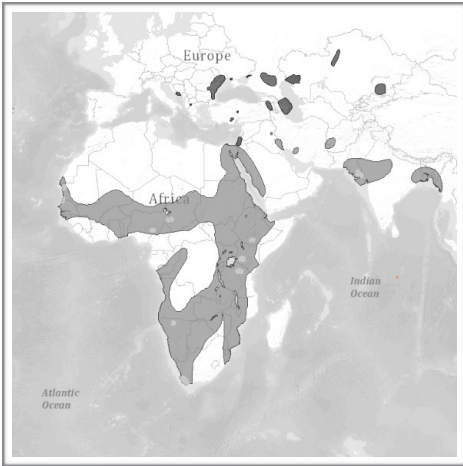 Europe
Africa
Indian
Ocean
Atlantic
Ocean